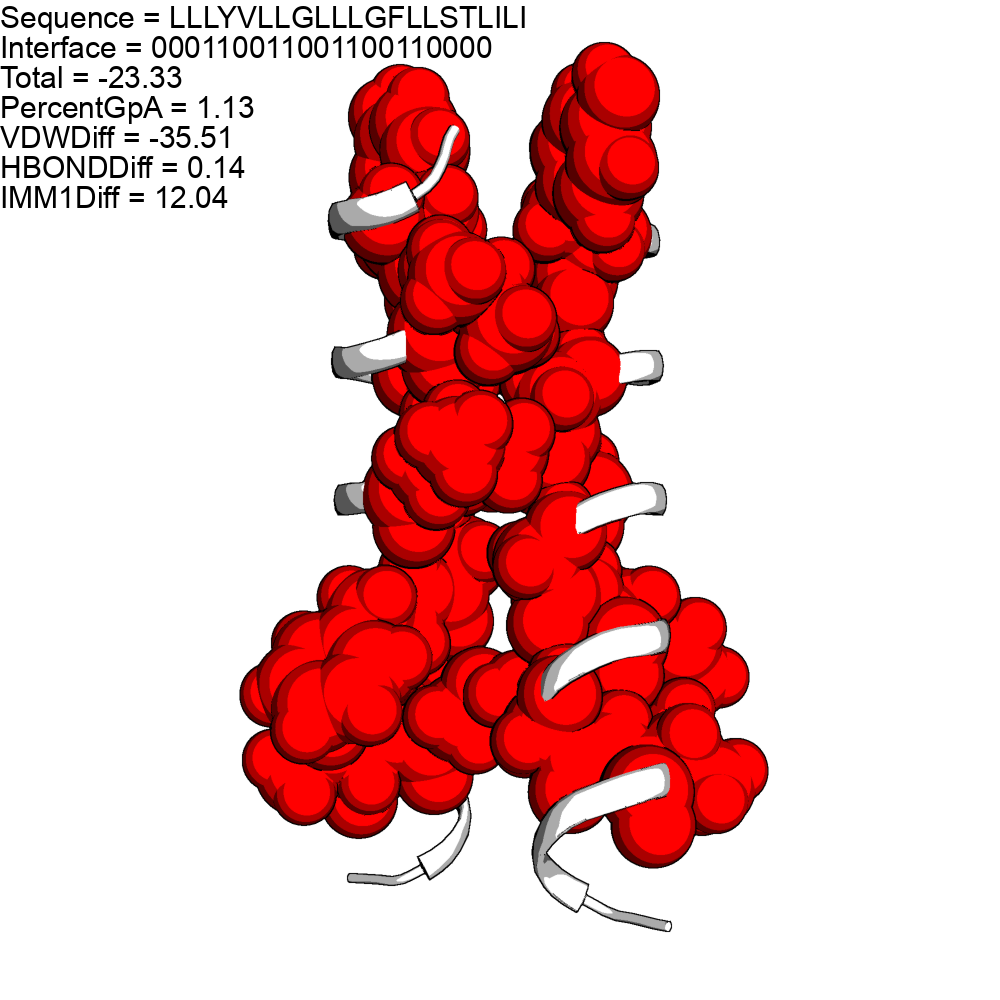 Sequence = LLLYVLLGLLLGFLLSTLILI
Interface = 000110011001100110000
Total = -23.33
PercentGpA = 1.13
VDWDiff = -35.51
HBONDDiff = 0.14
IMM1Diff = 12.04